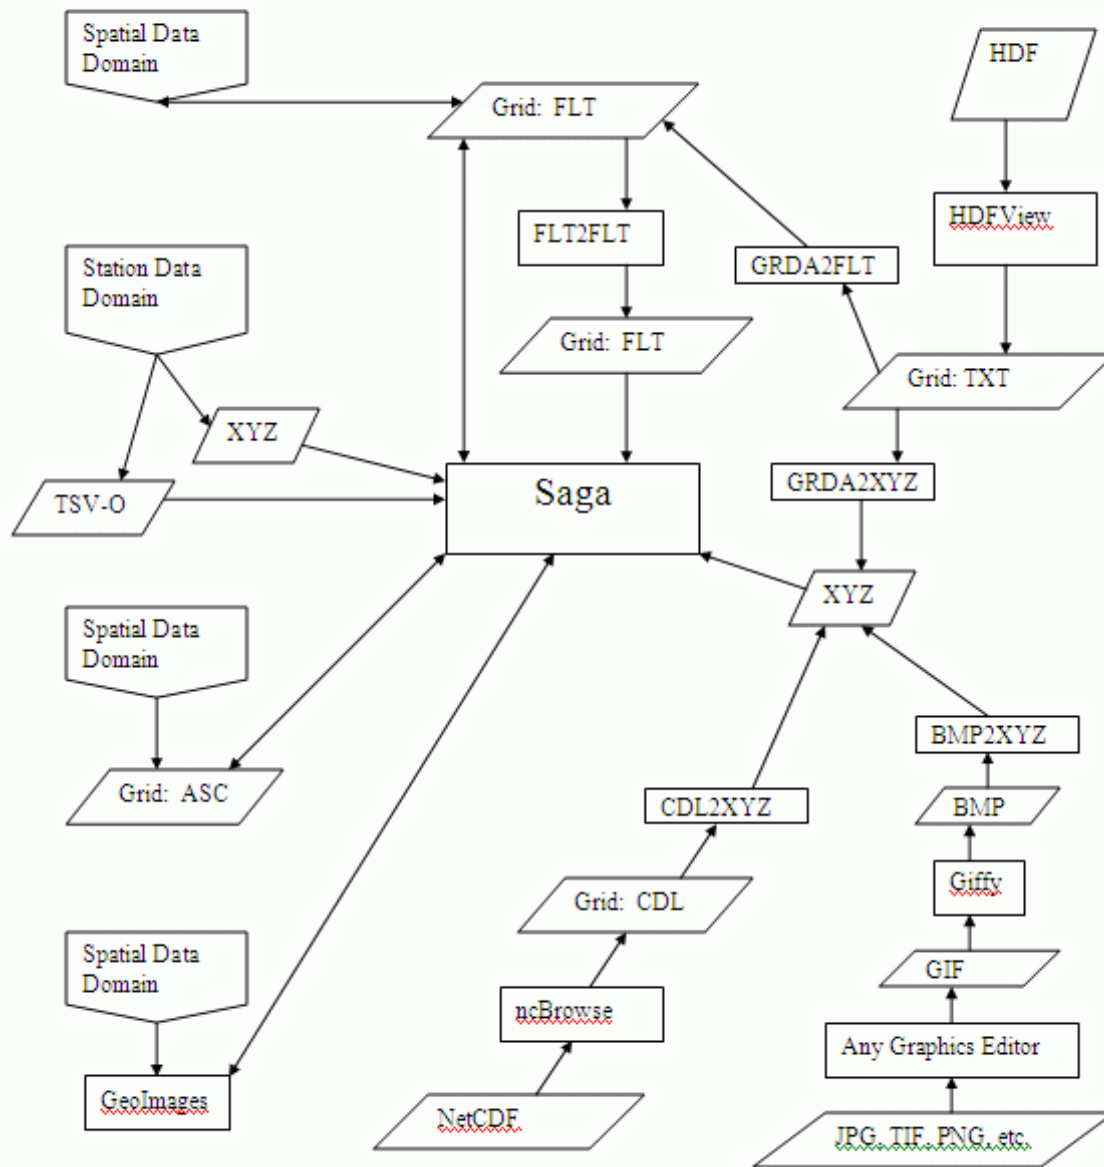 Spatial Data
Domain
Grid: FLT
HDF
FLT2FLT
HDFView
GRDA2FLT
Station Data
Domain
Grid: FLT
Grid: TXT
XYZ
TSV-O
Saga
GRDA2XYZ
XYZ
Spatial Data
Domain
Grid: ASC
BMP2XYZ
CDL2XYZ
BMP
Giffy
Grid: CDL
Spatial Data
Domain
GIF
ncBrowse
Any Graphics Editor
GeoImages
NetCDF
JPG, TIF, PNG, etc.